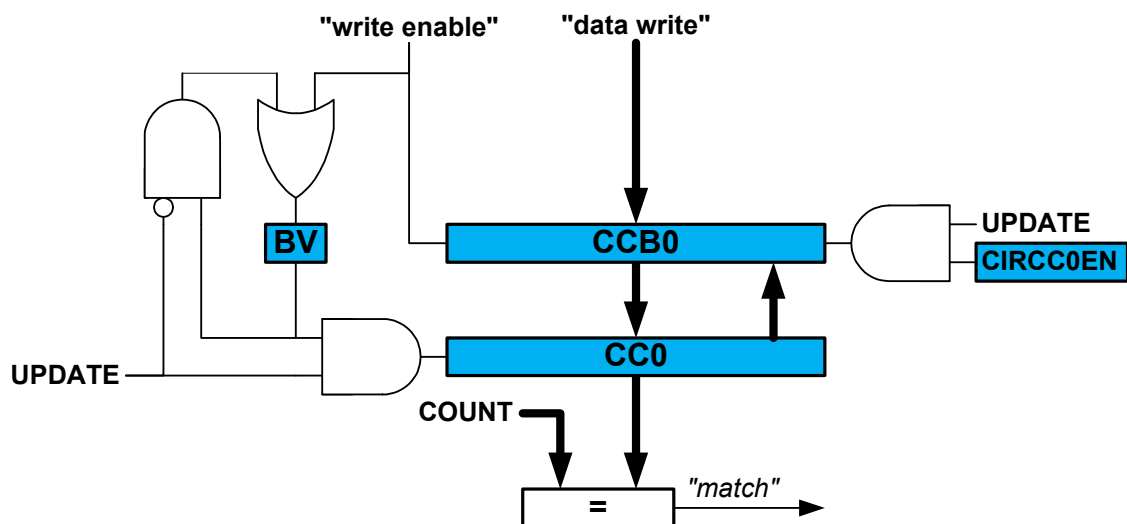 "write enable"
"data write"
BV
CCB0
UPDATE
CIRCC0EN
CC0
UPDATE
COUNT
=
"match"